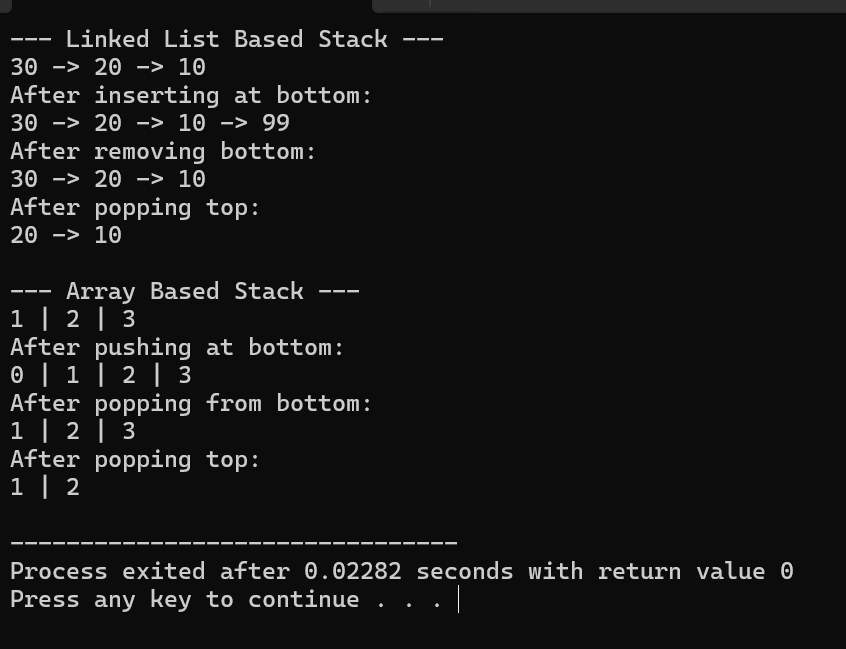 --- Linked List Based Stack ---
30 -> 20 -> 10
After inserting at bottom:
30 -> 20 -> 10 -> 99
After removing bottom:
30 -> 20 -> 10
After popping top:
20 -> 10

--- Array Based Stack ---
1 | 2 | 3
After pushing at bottom:
0 | 1 | 2 | 3
After popping from bottom:
1 | 2 | 3
After popping top:
1 | 2

--------------------------------
Process exited after 0.02282 seconds with return value 0
Press any key to continue . . .